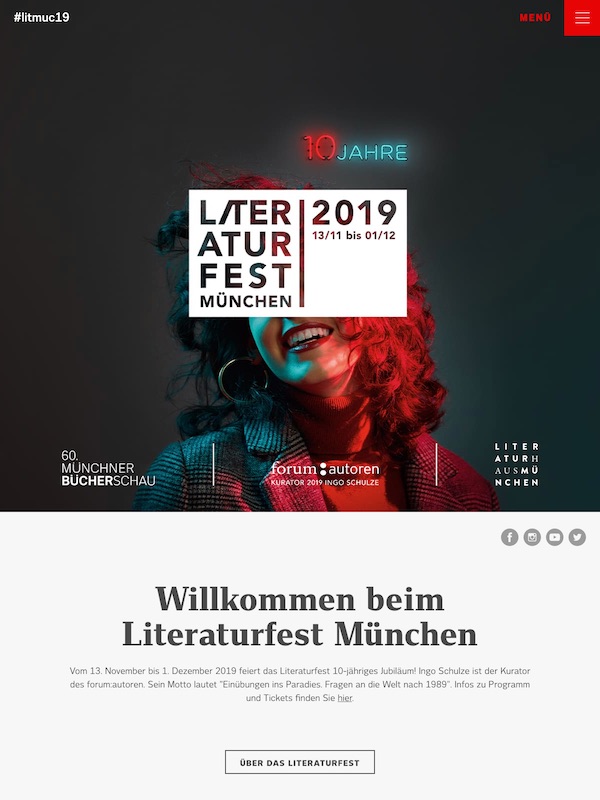 #litmuc19
MENÜ
10 JAHRE
LITER
ATUR
FEST
MÜNCHEN
2019
13/11 bis 01/12
60.
MÜNCHNER
BÜCHERSCHAU
forum:autoren
KURATOR 2019 INGO SCHULZE
LITER
ATURH
AUSMÜ
NCHEN
Willkommen beim
Literaturfest München
Vom 13. November bis 1. Dezember 2019 feiert das Literaturfest 10-jähriges Jubiläum! Ingo Schulze ist der Kurator
des forum:autoren. Sein Motto lautet "Einübungen ins Paradies. Fragen an die Welt nach 1989". Infos zu Programm
und Tickets finden Sie hier.
ÜBER DAS LITERATURFEST